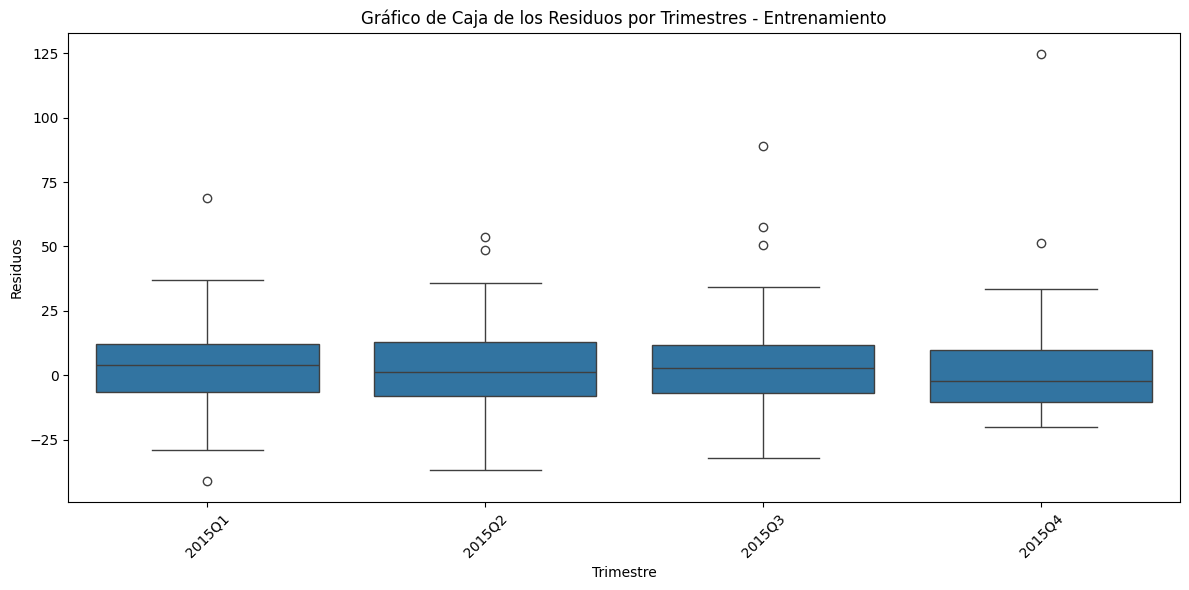 Gráfico de Caja de los Residuos por Trimestres - Entrenamiento
125
100
75
50
25
0
−25
Residuos
2015Q1
2015Q2
2015Q3
2015Q4
Trimestre